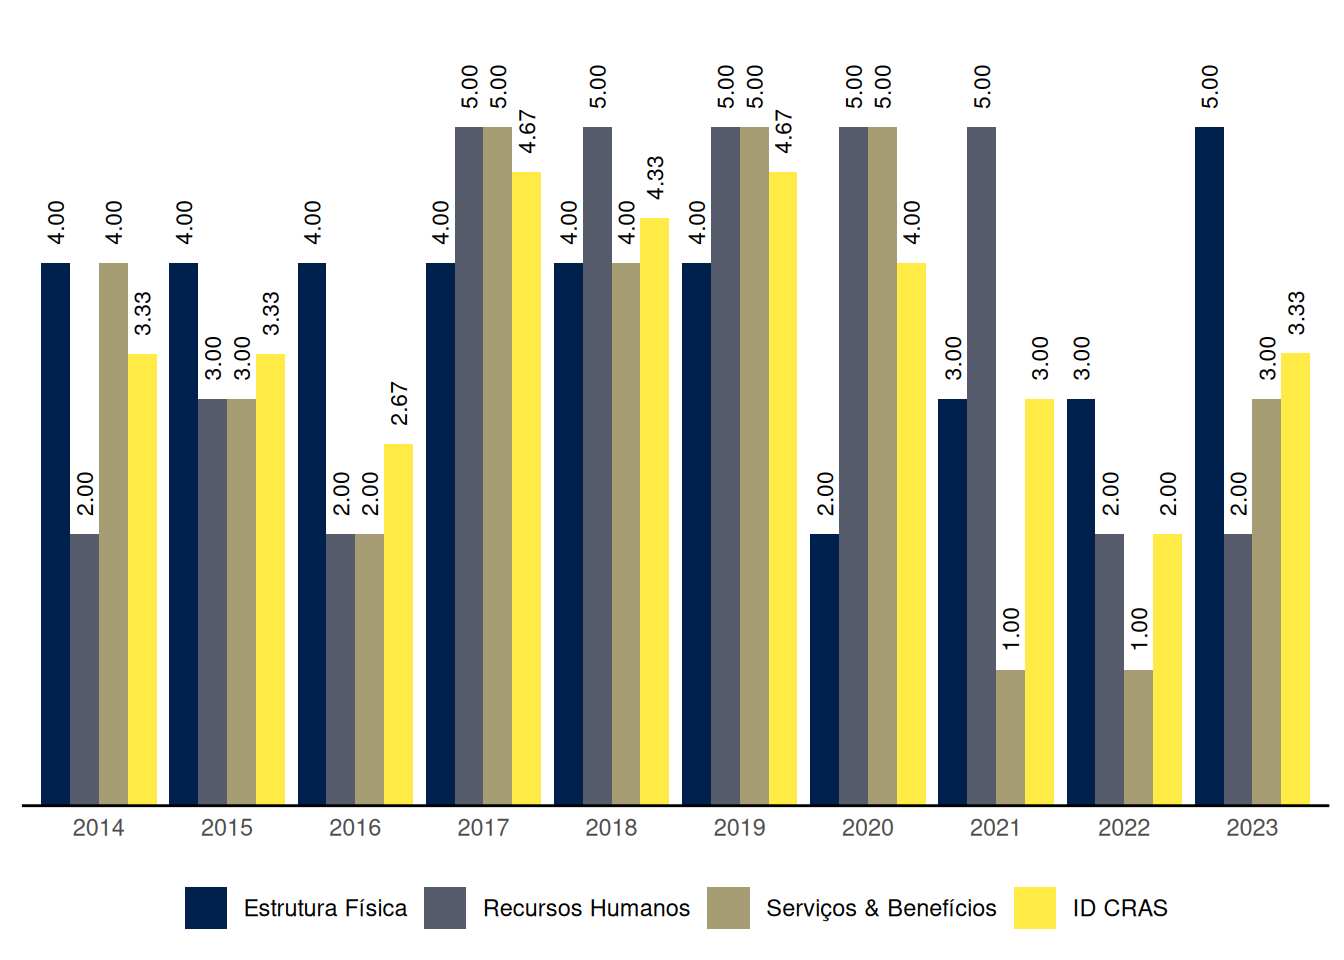 5.00 5.00 5.00 5.00 5.00 5.00 5.00 5.00 5.00
4.67 4.67
4.33
4.00 4.00 4.00 4.00 4.00 4.00 4.00 4.00 4.00
3.33 3.33 3.33
3.00 3.00 3.00 3.00 3.00 3.00
2.67
2.00 2.00 2.00 2.00 2.00 2.00 2.00
1.00 1.00
2014 2015 2016 2017 2018 2019 2020 2021 2022 2023
Estrutura Física Recursos Humanos Serviços & Benefícios ID CRAS